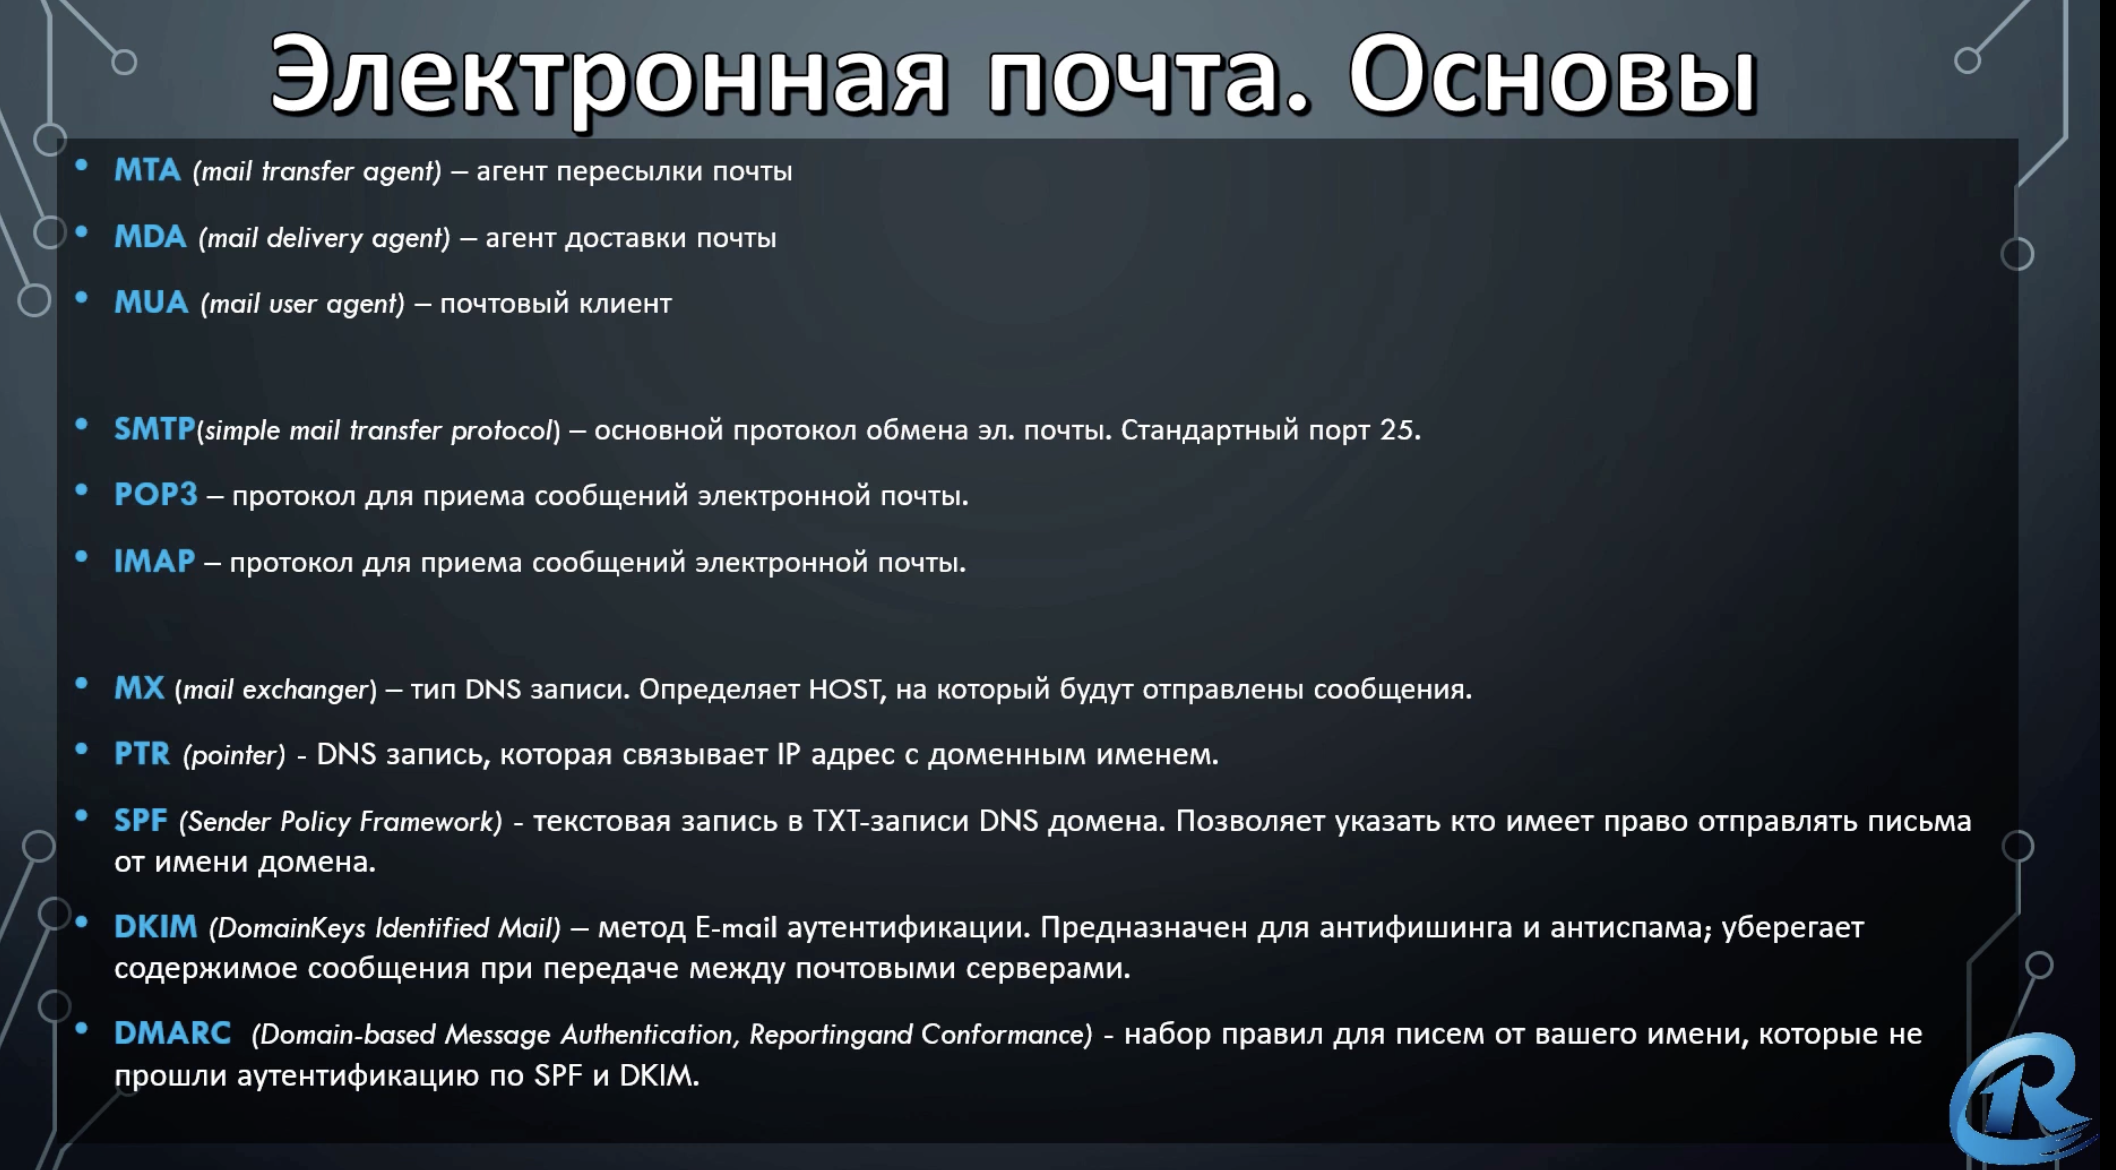 Электронная почта. Основы
• MTA (mail transfer agent) – агент пересылки почты
• MDA (mail delivery agent) – агент доставки почты
• MUA (mail user agent) – почтовый клиент
• SMTP(simple mail transfer protocol) – основной протокол обмена эл. почты. Стандартный порт 25.
• POP3 – протокол для приема сообщений электронной почты.
• IMAP – протокол для приема сообщений электронной почты.
• MX (mail exchanger) – тип DNS записи. Определяет HOST, на который будут отправлены сообщения.
• PTR (pointer) - DNS запись, которая связывает IP адрес с доменным именем.
• SPF (Sender Policy Framework) - текстовая запись в TXT-записи DNS домена. Позволяет указать кто имеет право отправлять письма
от имени домена.
• DKIM (DomainKeys Identified Mail) – метод E-mail аутентификации. Предназначен для антифишинга и антиспама; уберегает
содержимое сообщения при передаче между почтовыми серверами.
• DMARC (Domain-based Message Authentication, Reportingand Conformance) - набор правил для писем от вашего имени, которые не
прошли аутентификацию по SPF и DKIM.